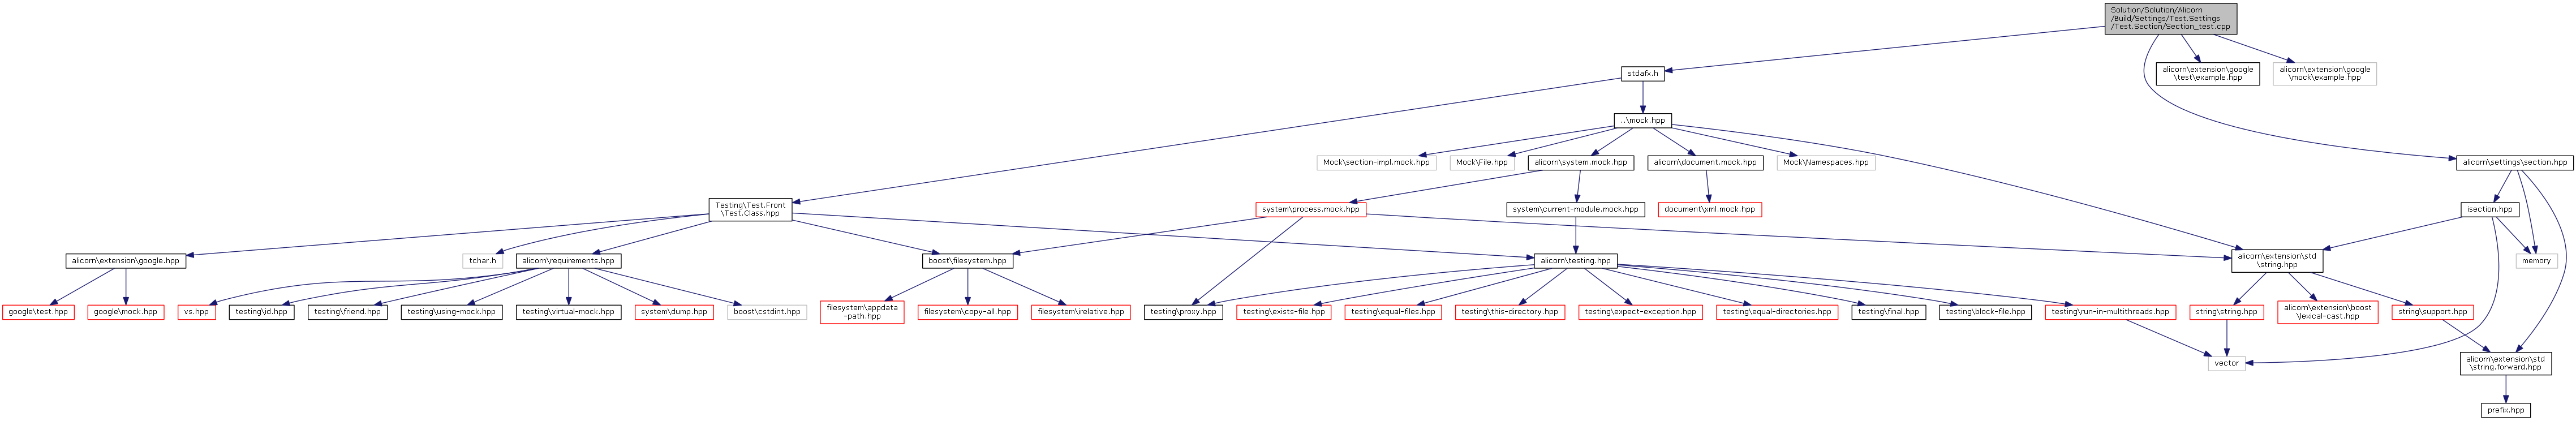 Solution/Solution/Alicorn
/Build/Settings/Test.Settings
/Test.Section/Section_test.cpp
stdafx.h
alicorn\extension\google
\test\example.hpp
alicorn\extension\google
\mock\example.hpp
..\mock.hpp
Mock\section-impl.mock.hpp
Mock\File.hpp
alicorn\system.mock.hpp
alicorn\document.mock.hpp
Mock\Namespaces.hpp
alicorn\settings\section.hpp
Testing\Test.Front
\Test.Class.hpp
system\process.mock.hpp
system\current-module.mock.hpp
document\xml.mock.hpp
isection.hpp
alicorn\extension\google.hpp
tchar.h
alicorn\requirements.hpp
boost\filesystem.hpp
alicorn\testing.hpp
alicorn\extension\std
\string.hpp
memory
google\test.hpp
google\mock.hpp
vs.hpp
testing\id.hpp
testing\friend.hpp
testing\using-mock.hpp
testing\virtual-mock.hpp
system\dump.hpp
boost\cstdint.hpp
filesystem\appdata
-path.hpp
filesystem\copy-all.hpp
filesystem\irelative.hpp
testing\proxy.hpp
testing\exists-file.hpp
testing\equal-files.hpp
testing\this-directory.hpp
testing\expect-exception.hpp
testing\equal-directories.hpp
testing\final.hpp
testing\block-file.hpp
testing\run-in-multithreads.hpp
string\string.hpp
alicorn\extension\boost
\lexical-cast.hpp
string\support.hpp
vector
alicorn\extension\std
\string.forward.hpp
prefix.hpp